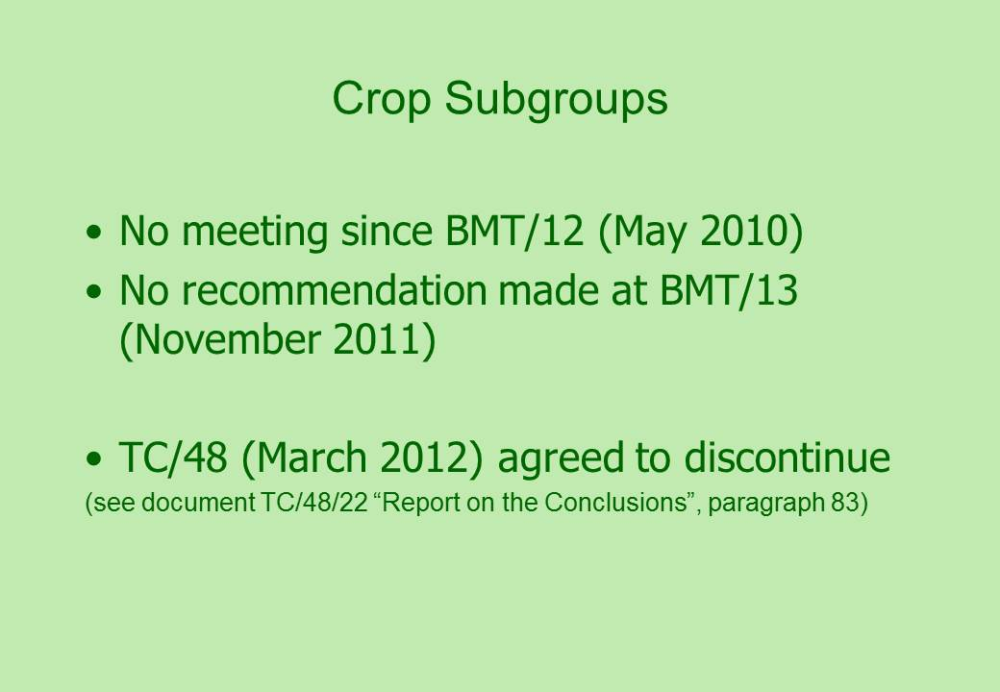 Crop Subgroups
• No meeting since BMT/12 (May 2010)
• No recommendation made at BMT/13
(November 2011)
• TC/48 (March 2012) agreed to discontinue
(see document TC/48/22 “Report on the Conclusions”, paragraph 83)